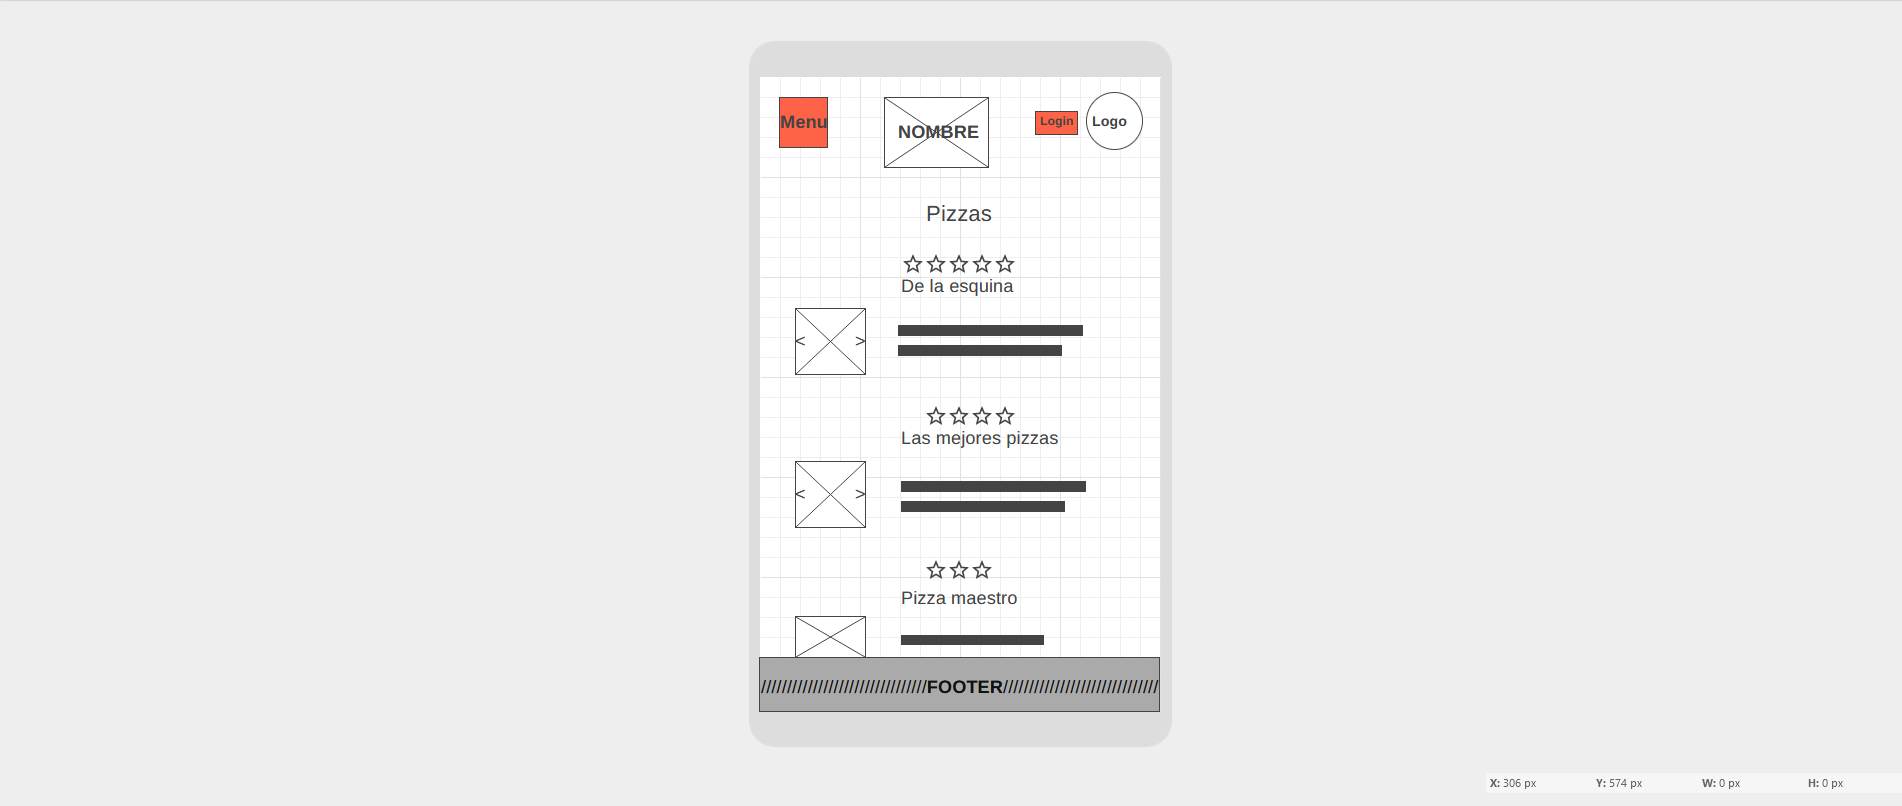 Menu
NOMBRE
Login
Logo
Pizzas
De la esquina
< >
Las mejores pizzas
< >
Pizza maestro
////////////////////////////////FOOTER//////////////////////////////
X: 306 px Y: 574 px W: 0 px H: 0 px